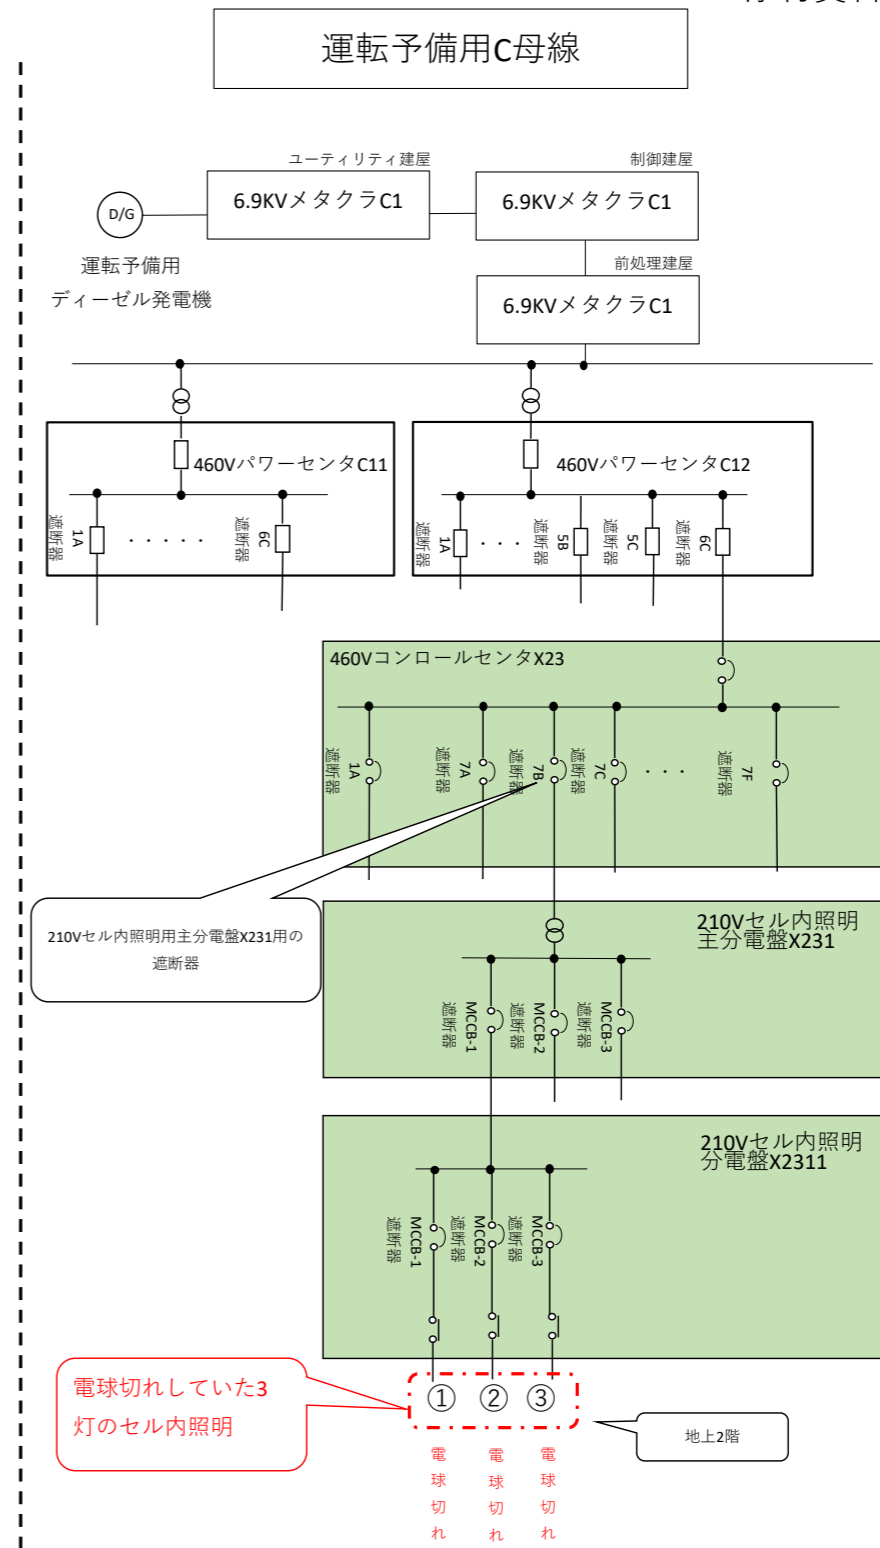 運転予備用C母線
ユーティリティ建屋
制御建屋
6.9KVメタクラC1
6.9KVメタクラC1
D/G
運転予備用
ディーゼル発電機
前処理建屋
6.9KVメタクラC1
460VパワーセンタC11
遮断器
1A
・・・・・
遮断器
6C
460VパワーセンタC12
遮断器
1A
・・・
遮断器
5B
遮断器
5C
遮断器
6C
460VコンロールセンタX23
遮断器
1A
遮断器
7A
遮断器
7B
遮断器
7C
・・・
遮断器
7F
210Vセル内照明用主分電盤X231用の
遮断器
210Vセル内照明
主分電盤X231
遮断器
MCCB-1
遮断器
MCCB-2
遮断器
MCCB-3
210Vセル内照明
分電盤X2311
遮断器
MCCB-1
遮断器
MCCB-2
遮断器
MCCB-3
電球切れしていた3
灯のセル内照明
① ② ③
地上2階
電球切れ
電球切れ
電球切れ